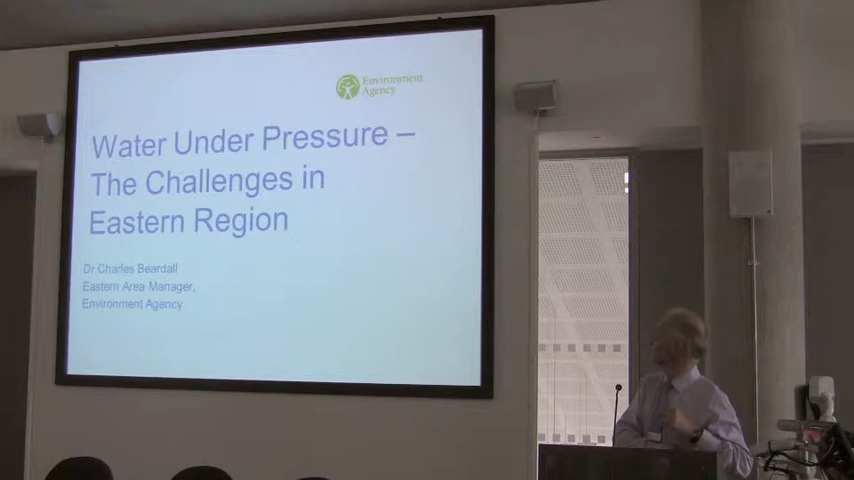 Environment
Agency
Water Under Pressure –
The Challenges in
Eastern Region
Dr Charles Beardall
Eastern Area Manager,
Environment Agency